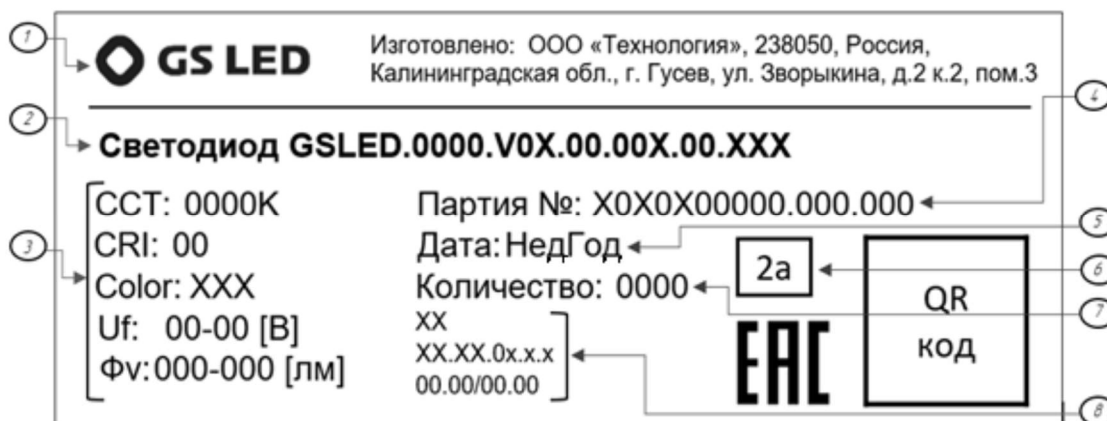 1
GS LED
Изготовлено: ООО «Технология», 238050, Россия,
Калининградская обл., г. Гусев, ул. Зворыкина, д.2 к.2, пом.3
4
2
Светодиод GSLED.0000.V0X.00.00X.00.XXX
3
CCT: 0000K
CRI: 00
Color: XXX
Uf: 00-00 [В]
Фv:000-000 [лм]
Партия №: X0X0X00000.000.000
Дата:НедГод
Количество: 0000
XX
XX.XX.0x.x.x
00.00/00.00
2a
EAC
QR
код
5
6
7
8